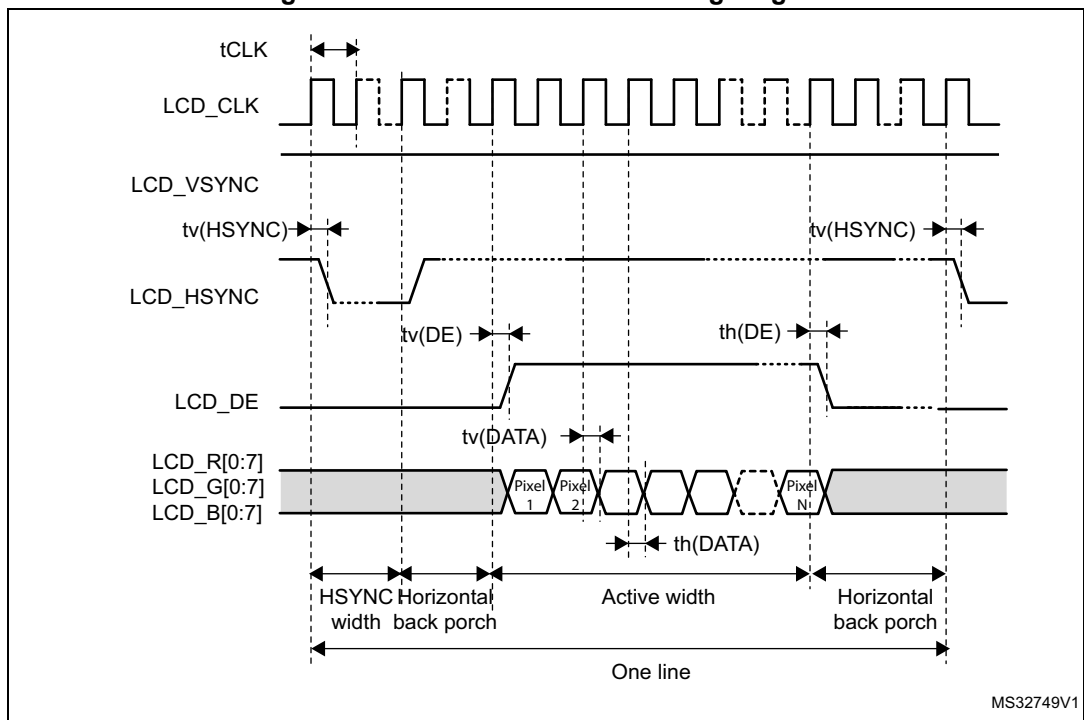 tCLK
LCD_CLK
LCD_VSYNC
tv(HSYNC)
tv(HSYNC)
LCD_HSYNC
tv(DE)
th(DE)
LCD_DE
tv(DATA)
LCD_R[0:7]
LCD_G[0:7]
LCD_B[0:7]
Pixel
1
Pixel
2
Pixel
N
th(DATA)
HSYNC
width
Horizontal
back porch
Active width
Horizontal
back porch
One line
MS32749V1